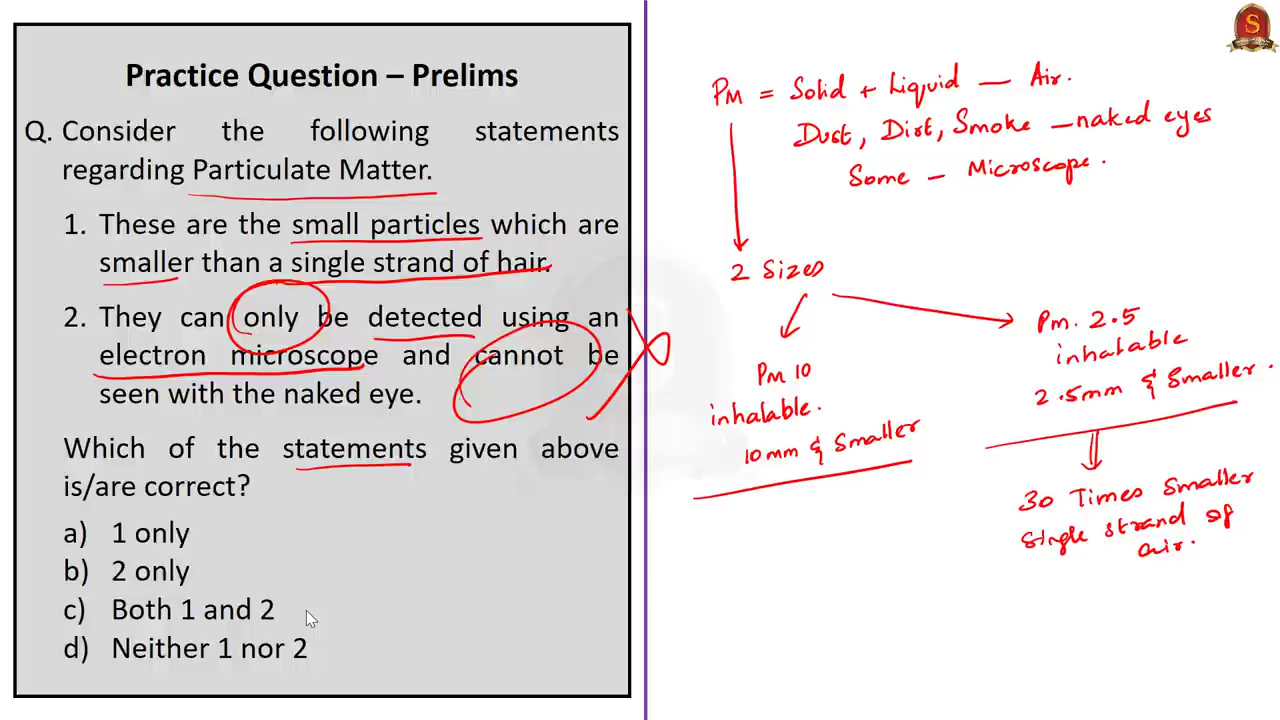 Practice Question – Prelims
Q. Consider the following statements
regarding Particulate Matter.
1. These are the small particles which are
smaller than a single strand of hair.
2. They can only be detected using an
electron microscope and cannot be
seen with the naked eye.
Which of the statements given above
is/are correct?
a) 1 only
b) 2 only
c) Both 1 and 2
d) Neither 1 nor 2
S
PM = Solid + Liquid — Air.
Dust, Dirt, Smoke — naked eyes
Some — Microscope.
2 Sizes
PM 10
inhalable.
10mm & Smaller
Pm. 2.5
inhalable
2.5mm & Smaller.
30 Times Smaller
Single strand of
air.